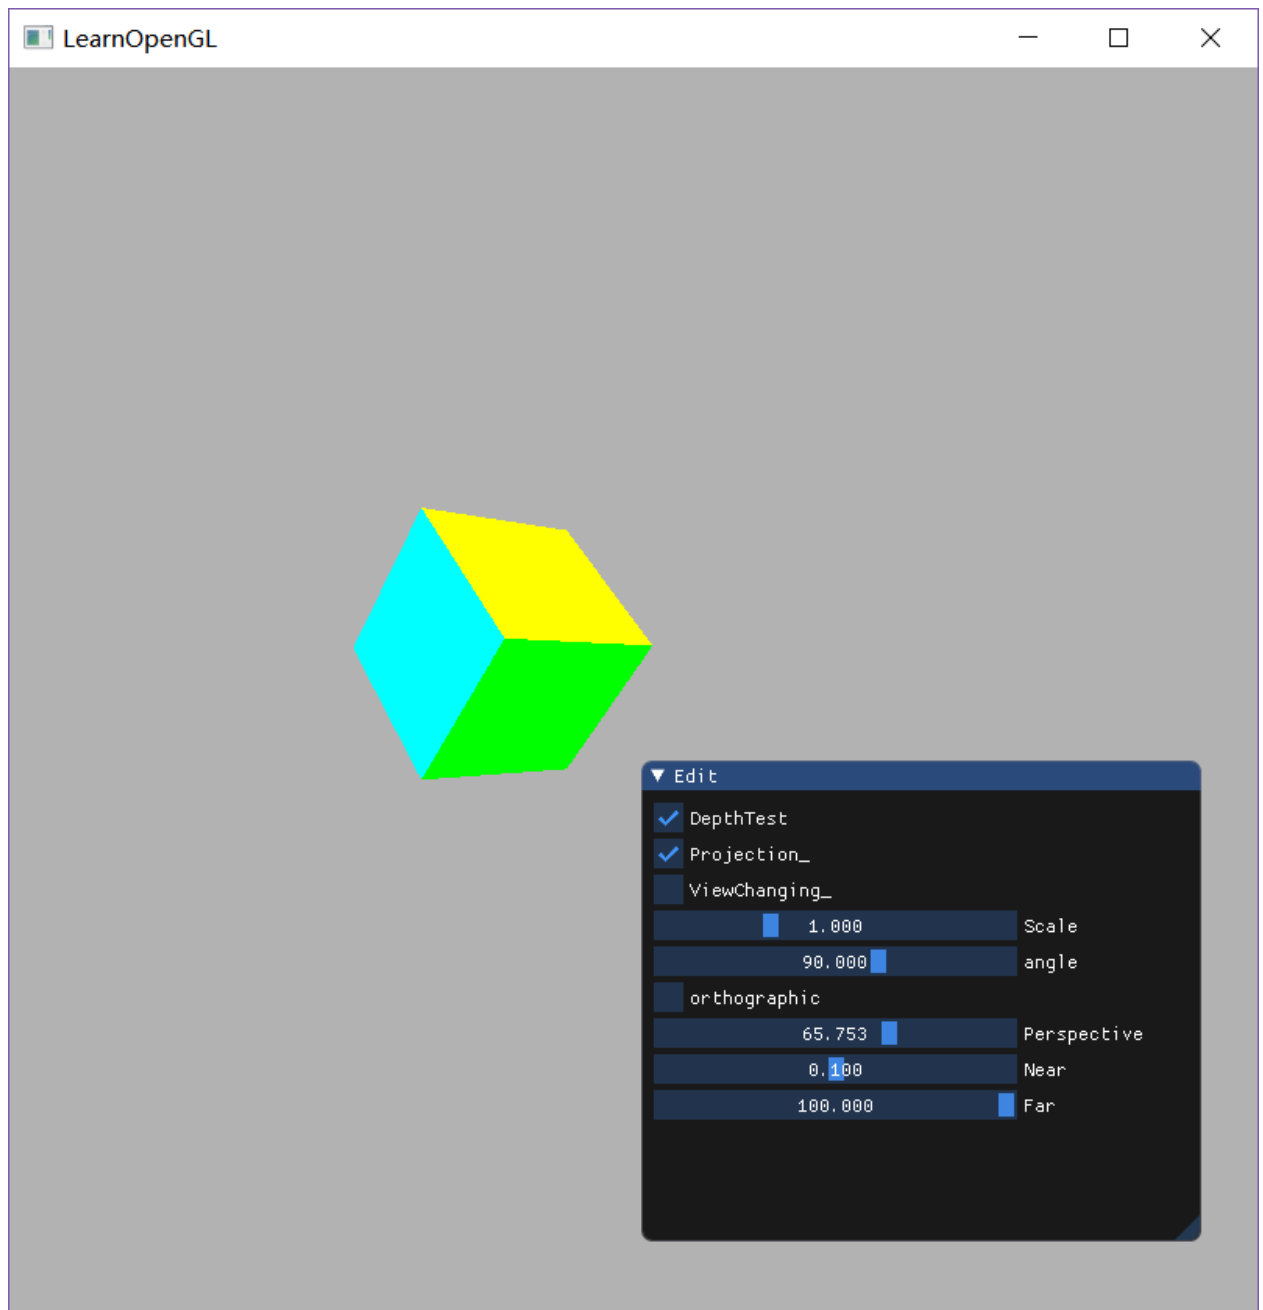 LearnOpenGL
Edit
DepthTest
Projection_
ViewChanging_
1.000 Scale
90.000 angle
orthographic
65.753 Perspective
0.100 Near
100.000 Far